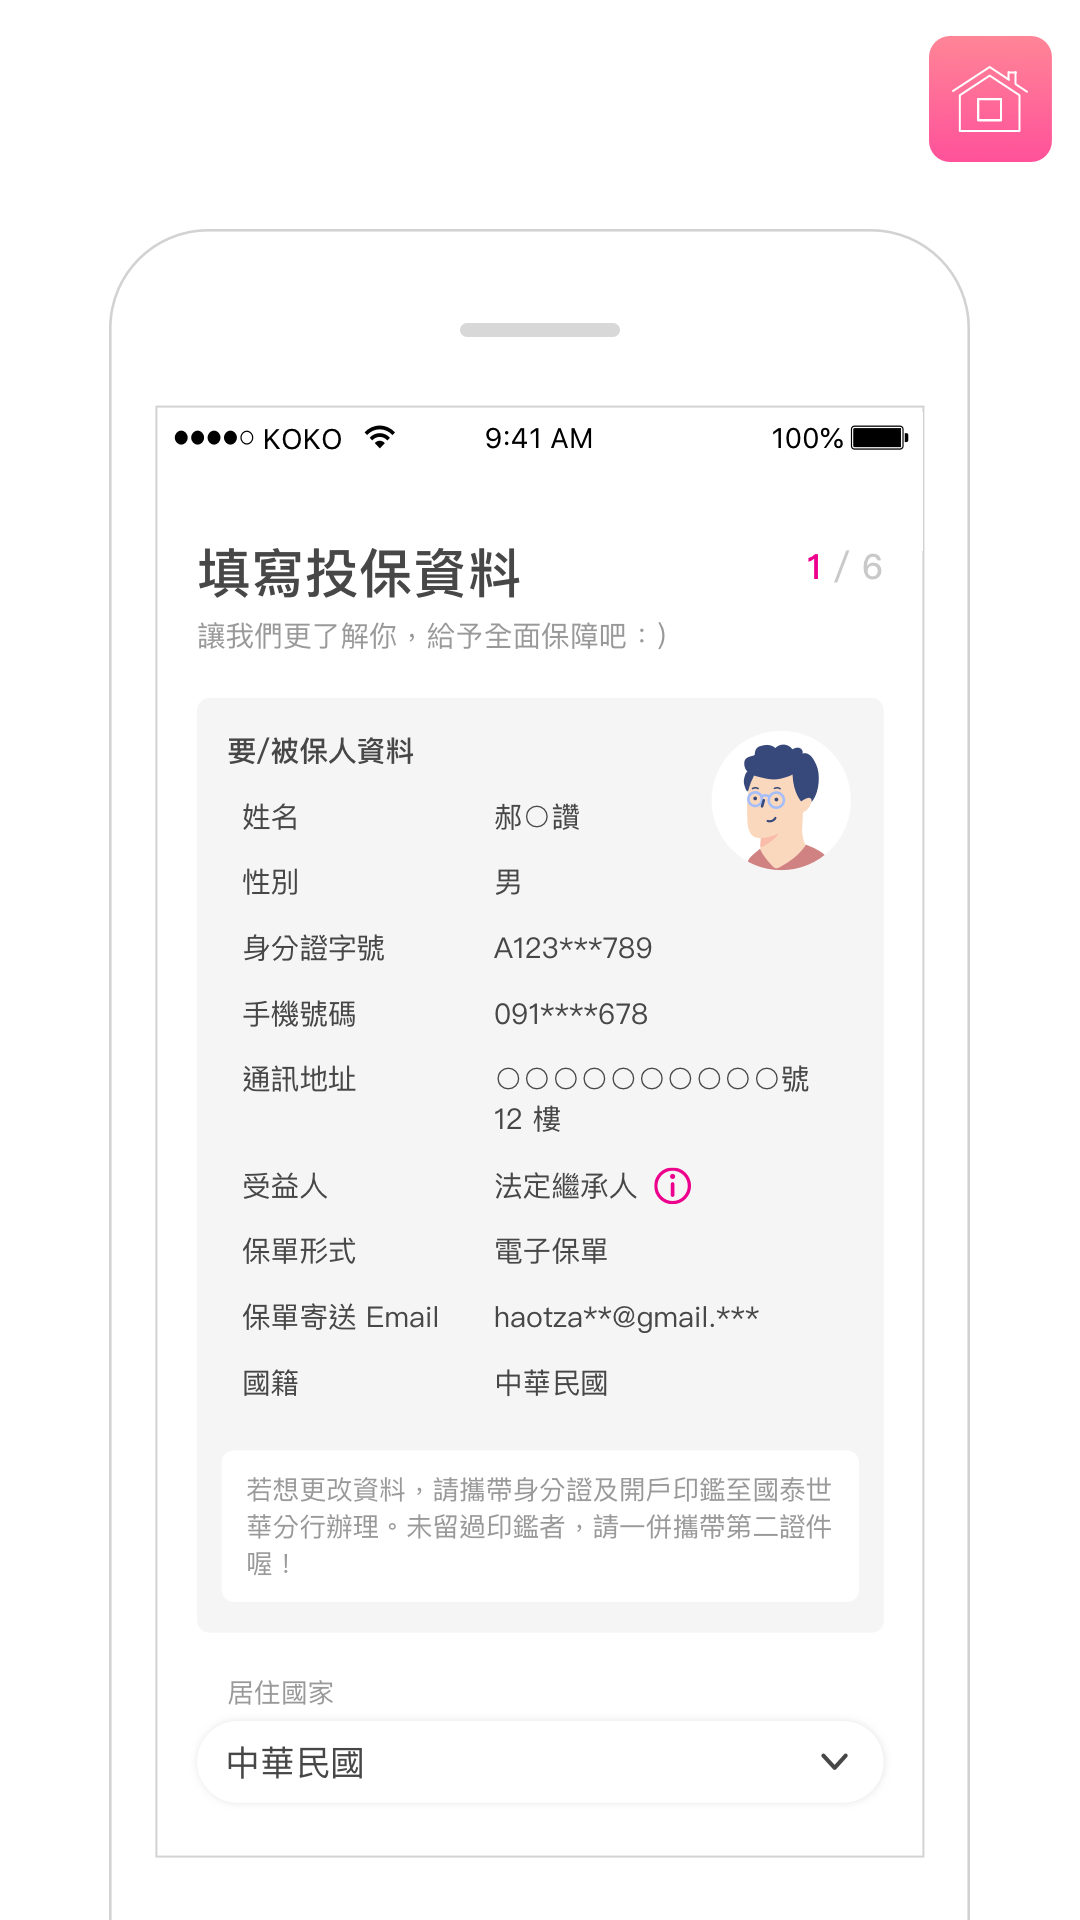 KOKO 9:41 AM 100%
填寫投保資料 1 / 6
讓我們更了解你，給予全面保障吧：）
要/被保人資料
姓名 郝○讚
性別 男
身分證字號 A123***789
手機號碼 091****678
通訊地址 ○○○○○○○○○○號
12 樓
受益人 法定繼承人
保單形式 電子保單
保單寄送 Email haotza**@gmail.***
國籍 中華民國
若想更改資料，請攜帶身分證及開戶印鑑至國泰世
華分行辦理。未留過印鑑者，請一併攜帶第二證件
喔！
居住國家
中華民國